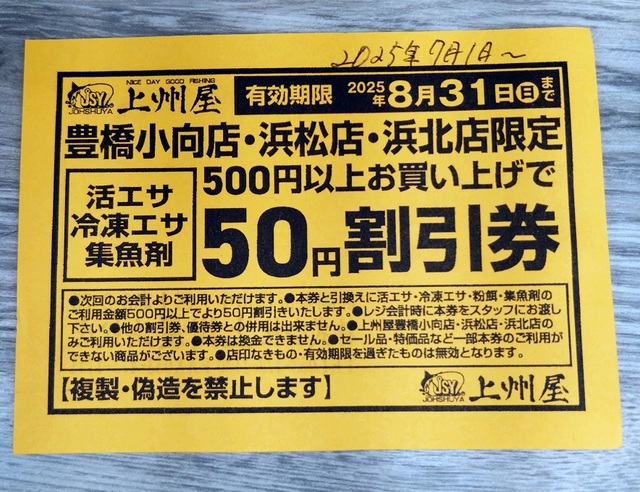 2025年7月1日～
NICE DAY GOOD FISHING
JSY
JOHSHUYA
上州屋
有効期限 2025年8月31日(日)まで
豊橋小向店・浜松店・浜北店限定
活エサ
冷凍エサ
集魚剤
500円以上お買い上げで
50円割引券
●次回のお会計よりご利用いただけます。●本券と引換えに活エサ・冷凍エサ・粉餌・集魚剤の
ご利用金額500円以上でより50円割引きいたします。●レジ会計時に本券をスタッフにお渡し
下さい。●他の割引券、優待券との併用は出来ません。●上州屋豊橋小向店・浜松店・浜北店の
みご利用いただけます。●本券は換金できません。●セール品・特価品など一部本券のご利用が
できない商品がございます。●店印なきもの・有効期限を過ぎたものは無効となります。
【複製・偽造を禁止します】
JSY
JOHSHUYA
上州屋